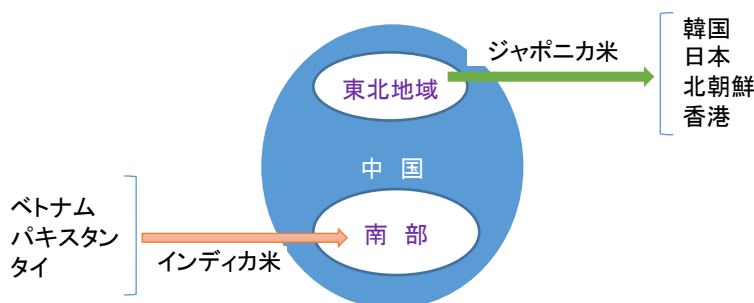 ジャポニカ米
韓国
日本
北朝鮮
香港
東北地域
中 国
ベトナム
パキスタン
タイ
インディカ米
南 部